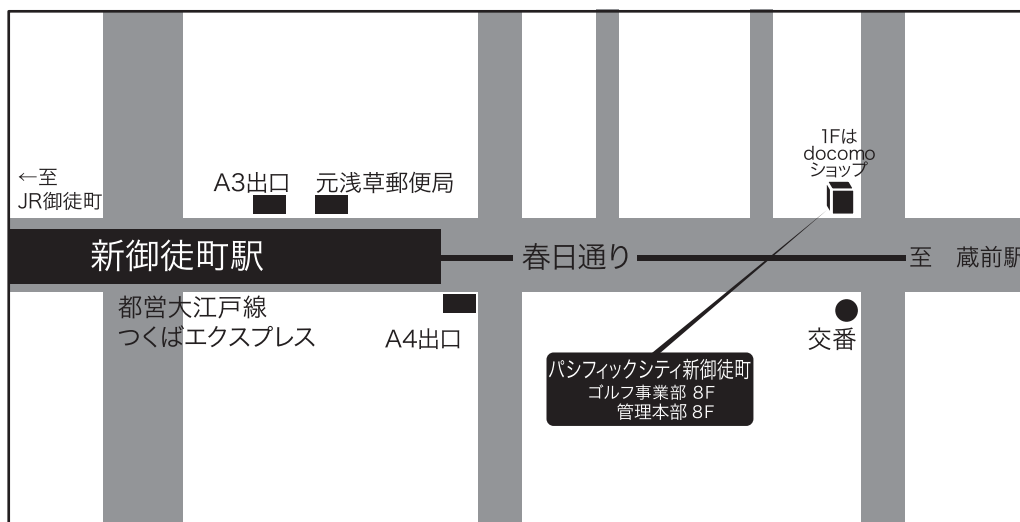 1Fは
docomo
ショップ
←至
JR御徒町
A3出口
元浅草郵便局
新御徒町駅
春日通り
至 蔵前駅
都営大江戸線
つくばエクスプレス
A4出口
交番
パシフィックシティ新御徒町
ゴルフ事業部 8F
管理本部 8F